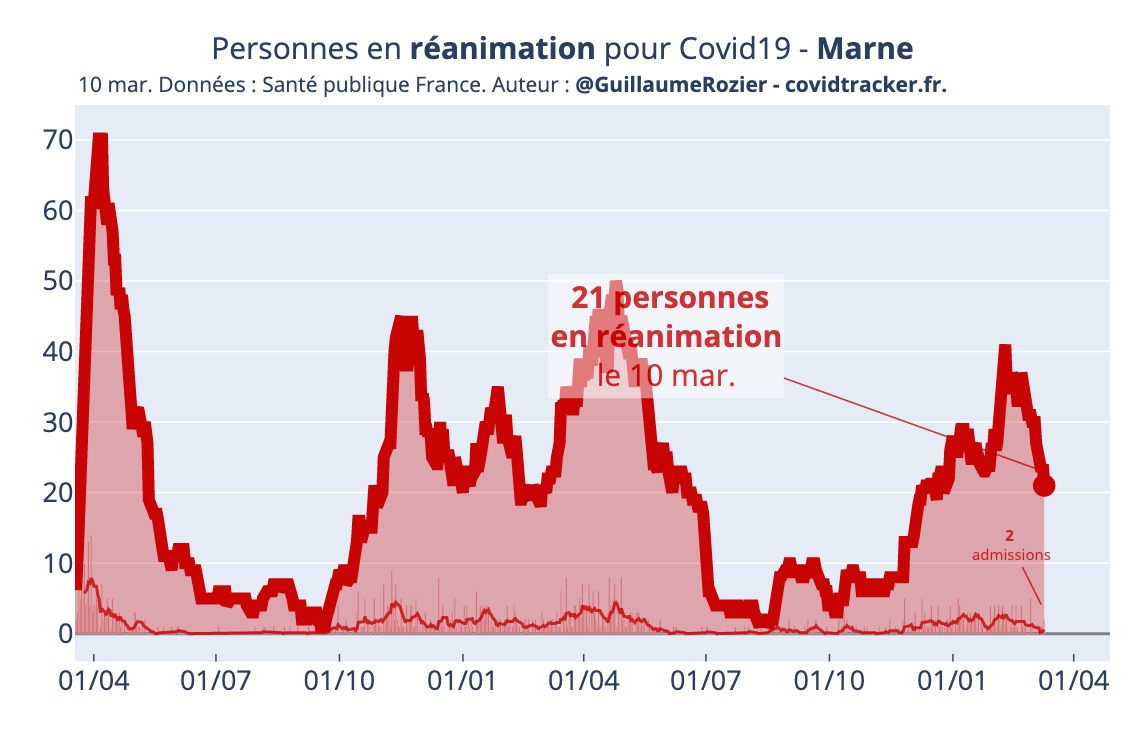 Personnes en réanimation pour Covid19 - Marne
10 mar. Données : Santé publique France. Auteur : @GuillaumeRozier - covidtracker.fr.
70
60
50
40
30
20
10
0
21 personnes
en réanimation
le 10 mar.
2
admissions
01/04 01/07 01/10 01/01 01/04 01/07 01/10 01/01 01/04